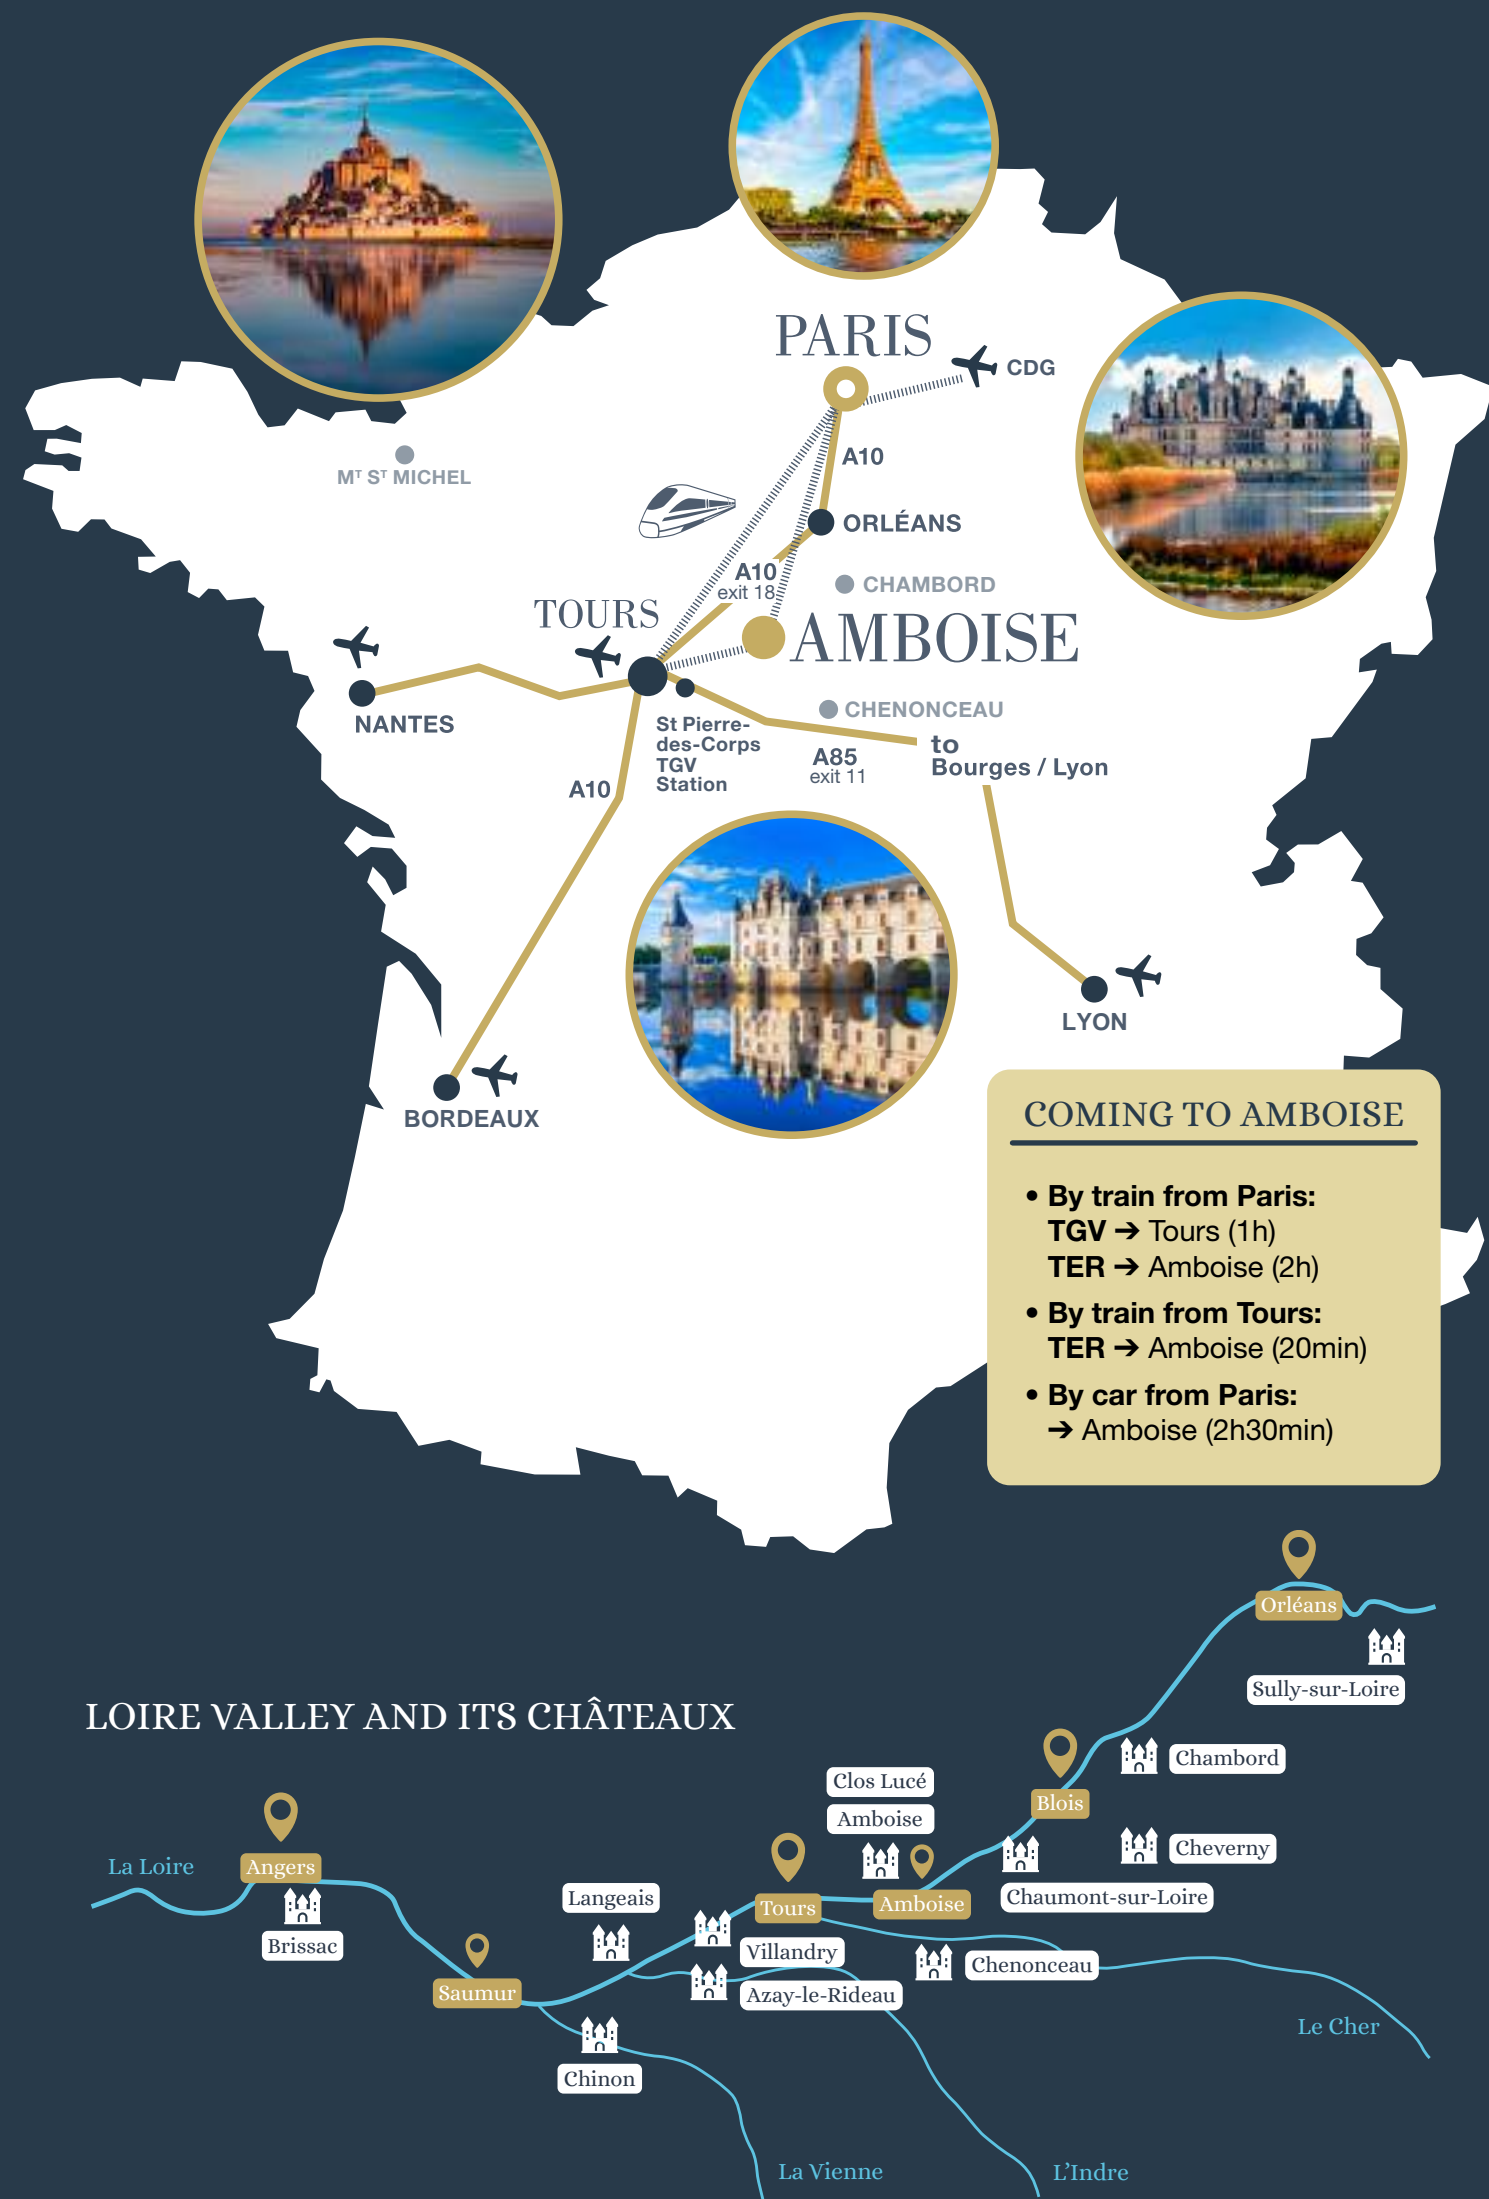 PARIS
CDG
A10
Mᵀ Sᵀ MICHEL
ORLÉANS
A10
exit 18
CHAMBORD
TOURS
AMBOISE
CHENONCEAU
NANTES
St Pierre-
des-Corps
TGV
Station
A85
exit 11
to
Bourges / Lyon
A10
LYON
BORDEAUX
COMING TO AMBOISE
• By train from Paris:
TGV ➔ Tours (1h)
TER ➔ Amboise (2h)
• By train from Tours:
TER ➔ Amboise (20min)
• By car from Paris:
➔ Amboise (2h30min)
Orléans
Sully-sur-Loire
LOIRE VALLEY AND ITS CHÂTEAUX
Chambord
Clos Lucé
Blois
Amboise
Cheverny
La Loire
Angers
Langeais
Chaumont-sur-Loire
Tours
Amboise
Brissac
Villandry
Chenonceau
Saumur
Azay-le-Rideau
Le Cher
Chinon
La Vienne
L’Indre